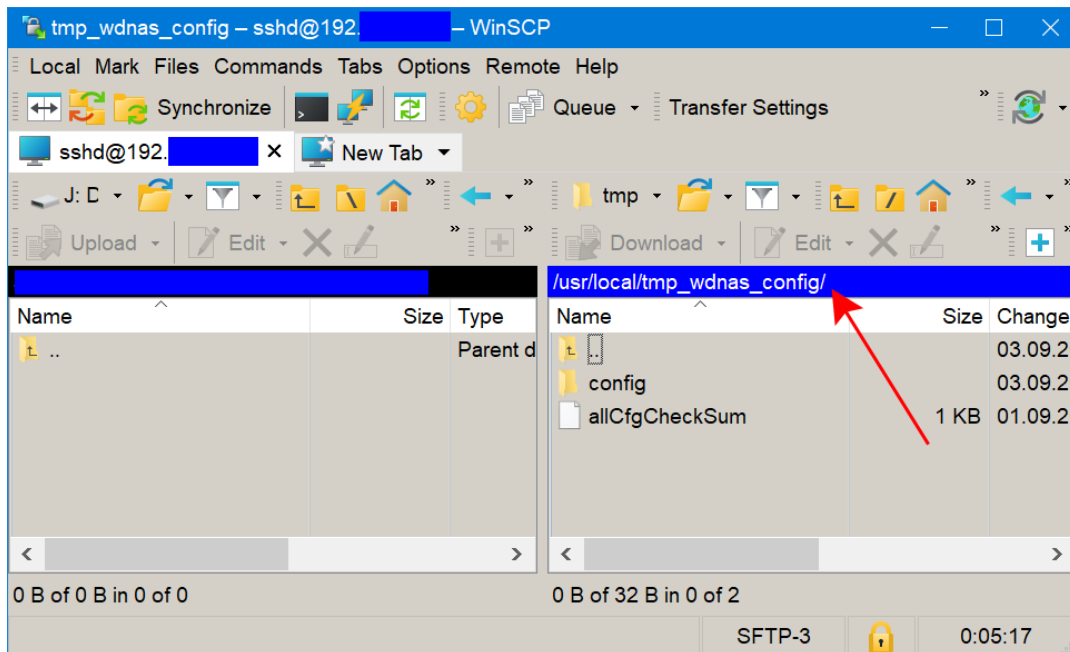 tmp_wdnas_config – sshd@192. – WinSCP
Local Mark Files Commands Tabs Options Remote Help
Synchronize Queue Transfer Settings »
sshd@192. × New Tab
J: D » » tmp » »
Upload Edit » » Download Edit » »
/usr/local/tmp_wdnas_config/
Name Size Type Name Size Change
.. Parent d .. 03.09.2
config 03.09.2
allCfgCheckSum 1 KB 01.09.2
0 B of 0 B in 0 of 0 0 B of 32 B in 0 of 2
SFTP-3 0:05:17